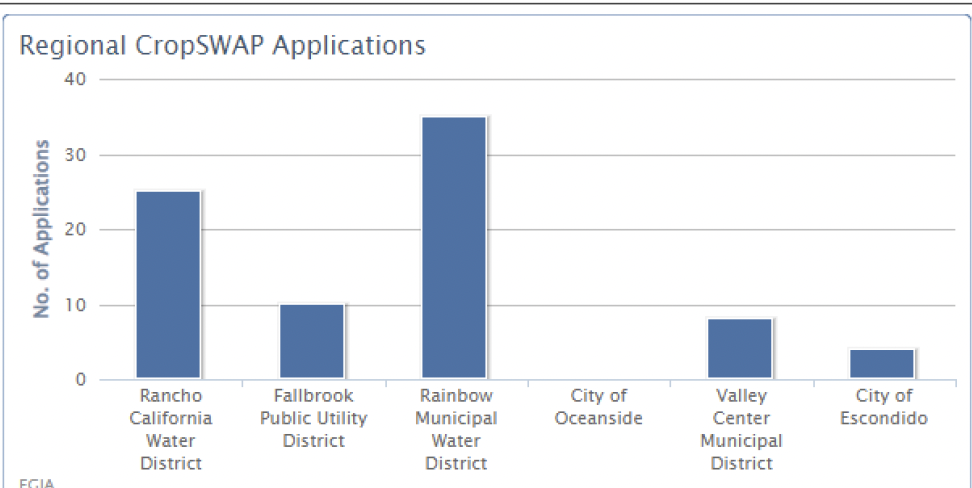 Regional CropSWAP Applications
40
30
20
10
0
No. of Applications
Rancho
California
Water
District
Fallbrook
Public Utility
District
Rainbow
Municipal
Water
District
City of
Oceanside
Valley
Center
Municipal
District
City of
Escondido
EGIA